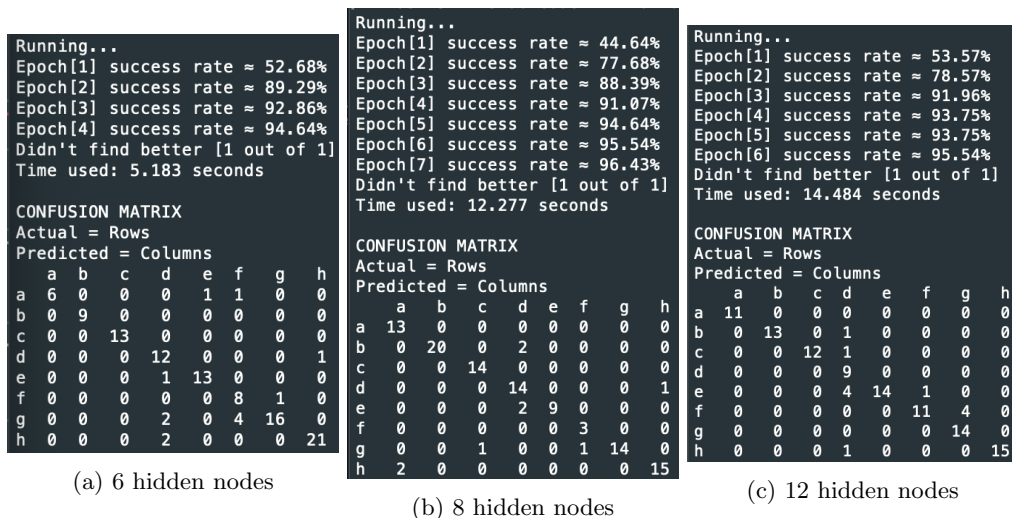 Running...
Epoch[1] success rate ≈ 52.68%
Epoch[2] success rate ≈ 89.29%
Epoch[3] success rate ≈ 92.86%
Epoch[4] success rate ≈ 94.64%
Didn't find better [1 out of 1]
Time used: 5.183 seconds
CONFUSION MATRIX
Actual = Rows
Predicted = Columns
a b c d e f g h
a 6 0 0 0 1 1 0 0
b 0 9 0 0 0 0 0 0
c 0 0 13 0 0 0 0 0
d 0 0 0 12 0 0 0 1
e 0 0 0 1 13 0 0 0
f 0 0 0 0 0 8 1 0
g 0 0 0 2 0 4 16 0
h 0 0 0 2 0 0 0 21
(a) 6 hidden nodes
Running...
Epoch[1] success rate ≈ 44.64%
Epoch[2] success rate ≈ 77.68%
Epoch[3] success rate ≈ 88.39%
Epoch[4] success rate ≈ 91.07%
Epoch[5] success rate ≈ 94.64%
Epoch[6] success rate ≈ 95.54%
Epoch[7] success rate ≈ 96.43%
Didn't find better [1 out of 1]
Time used: 12.277 seconds
CONFUSION MATRIX
Actual = Rows
Predicted = Columns
a b c d e f g h
a 13 0 0 0 0 0 0 0
b 0 20 0 2 0 0 0 0
c 0 0 14 0 0 0 0 0
d 0 0 0 14 0 0 0 1
e 0 0 0 2 9 0 0 0
f 0 0 0 0 0 3 0 0
g 0 0 1 0 0 1 14 0
h 2 0 0 0 0 0 0 15
(b) 8 hidden nodes
Running...
Epoch[1] success rate ≈ 53.57%
Epoch[2] success rate ≈ 78.57%
Epoch[3] success rate ≈ 91.96%
Epoch[4] success rate ≈ 93.75%
Epoch[5] success rate ≈ 93.75%
Epoch[6] success rate ≈ 95.54%
Didn't find better [1 out of 1]
Time used: 14.484 seconds
CONFUSION MATRIX
Actual = Rows
Predicted = Columns
a b c d e f g h
a 11 0 0 0 0 0 0 0
b 0 13 0 1 0 0 0 0
c 0 0 12 1 0 0 0 0
d 0 0 0 9 0 0 0 0
e 0 0 0 4 14 1 0 0
f 0 0 0 0 0 11 4 0
g 0 0 0 0 0 0 14 0
h 0 0 0 1 0 0 0 15
(c) 12 hidden nodes